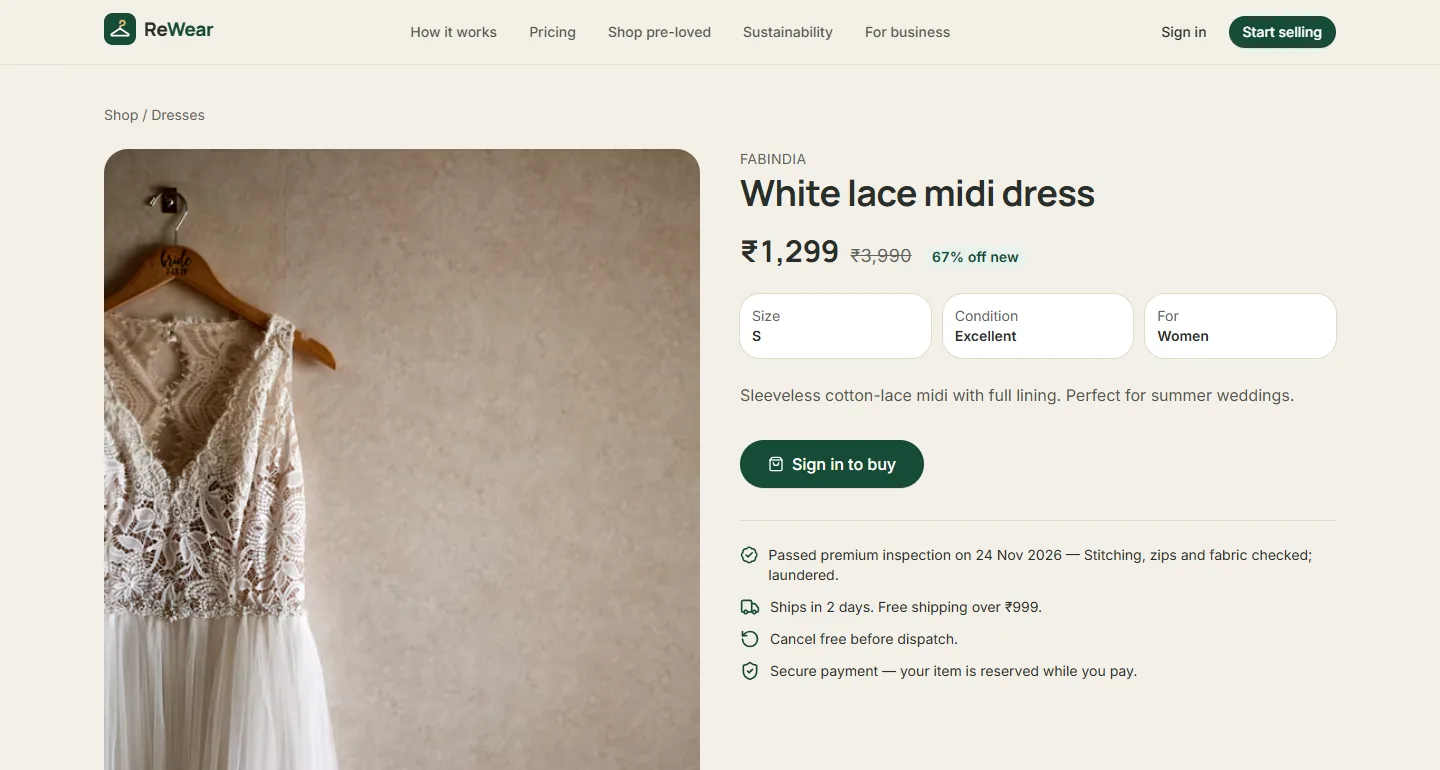 ReWear
How it works
Pricing
Shop pre-loved
Sustainability
For business
Sign in
Start selling
Shop / Dresses
bride
FABINDIA
White lace midi dress
₹1,299 ₹3,990 67% off new
Size
S
Condition
Excellent
For
Women
Sleeveless cotton-lace midi with full lining. Perfect for summer weddings.
Sign in to buy
Passed premium inspection on 24 Nov 2026 — Stitching, zips and fabric checked;
laundered.
Ships in 2 days. Free shipping over ₹999.
Cancel free before dispatch.
Secure payment — your item is reserved while you pay.